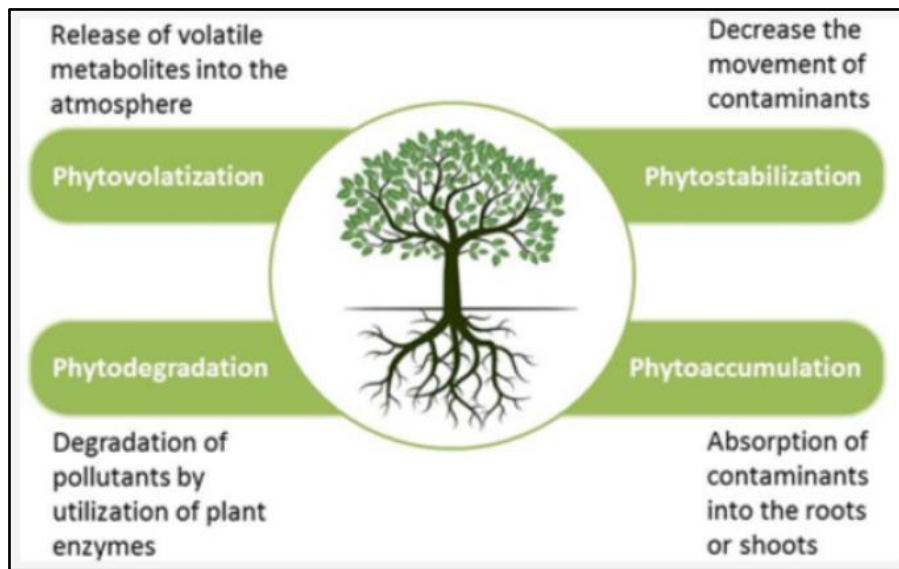 Release of volatile
metabolites into the
atmosphere
Phytovolatization
Decrease the
movement of
contaminants
Phytostabilization
Phytodegradation
Degradation of
pollutants by
utilization of plant
enzymes
Phytoaccumulation
Absorption of
contaminants
into the roots
or shoots